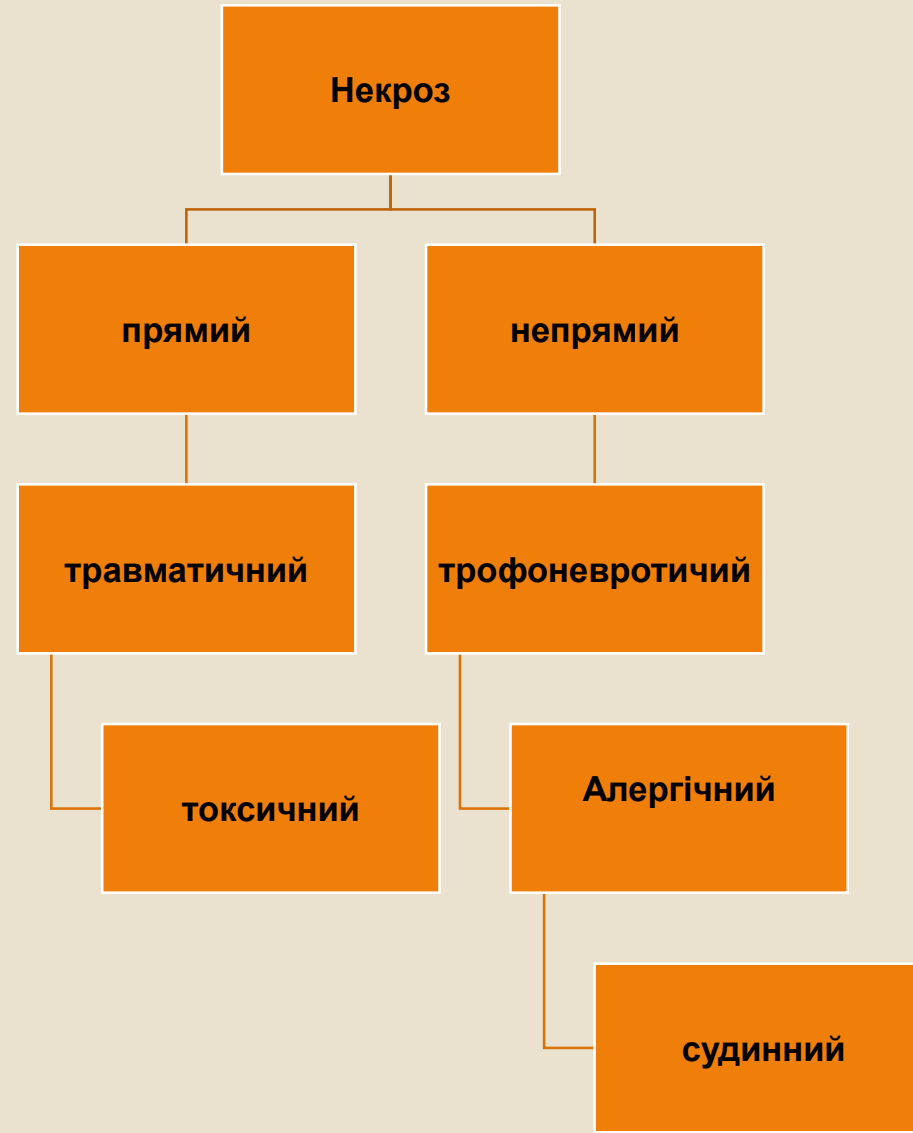 Некроз
прямий
непрямий
травматичний
трофоневротичий
токсичний
Алергічний
судинний